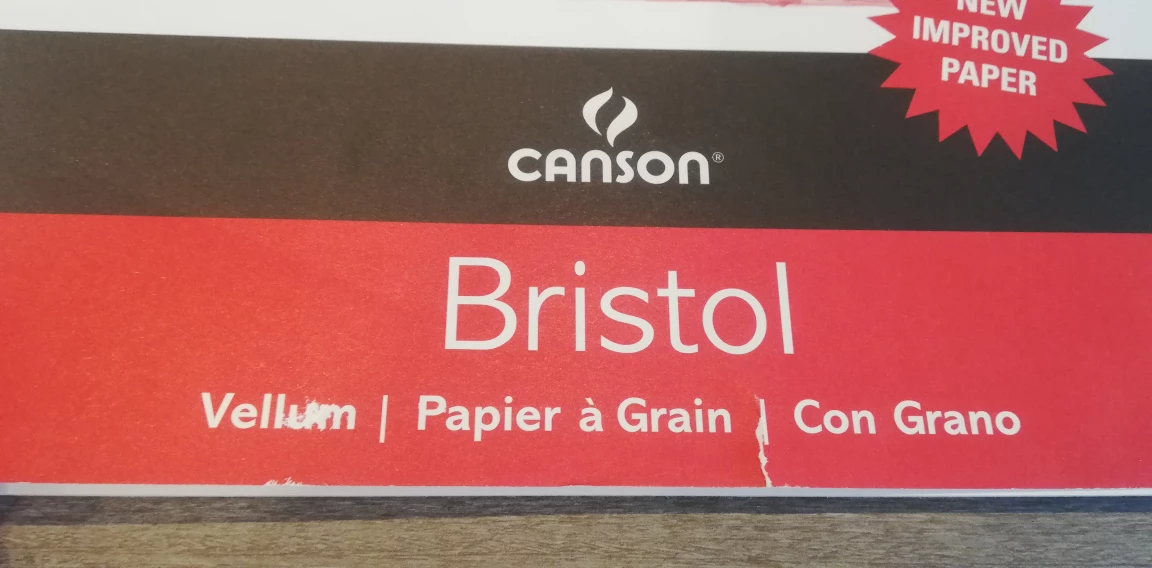 NEW
IMPROVED
PAPER
CANSON®
Bristol
Vellum | Papier à Grain | Con Grano